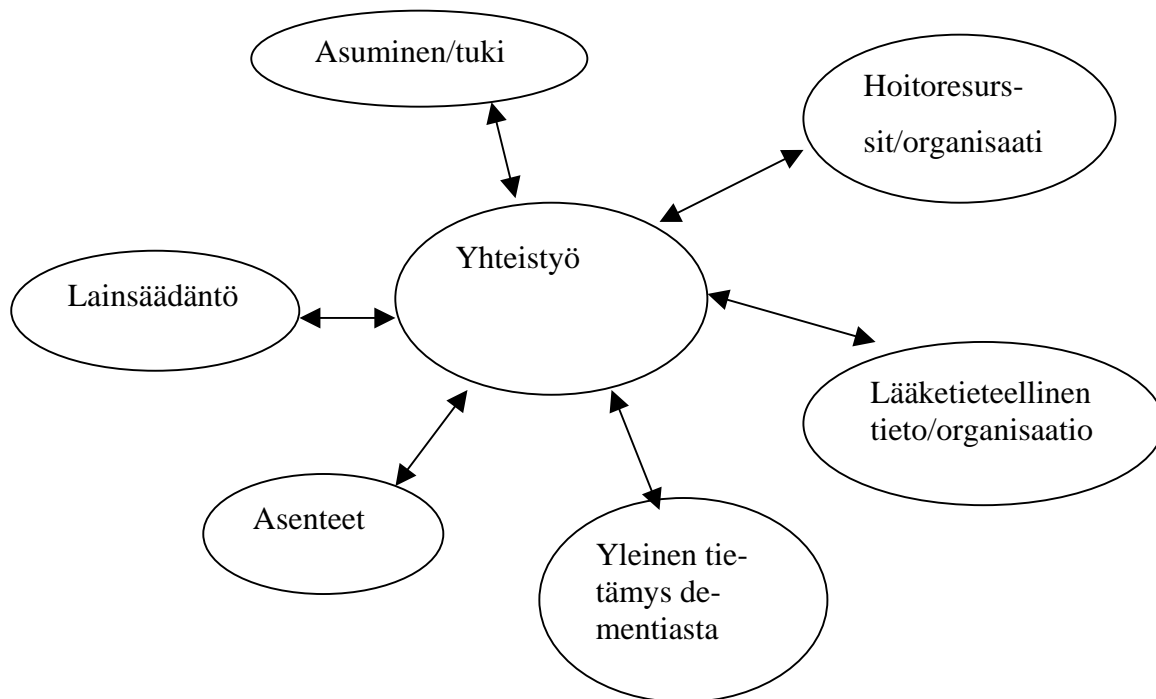 Asuminen/tuki
Hoitoresurs-
sit/organisaati
Yhteistyö
Lainsäädäntö
Lääketieteellinen
tieto/organisaatio
Asenteet
Yleinen tie-
tämys de-
mentiasta